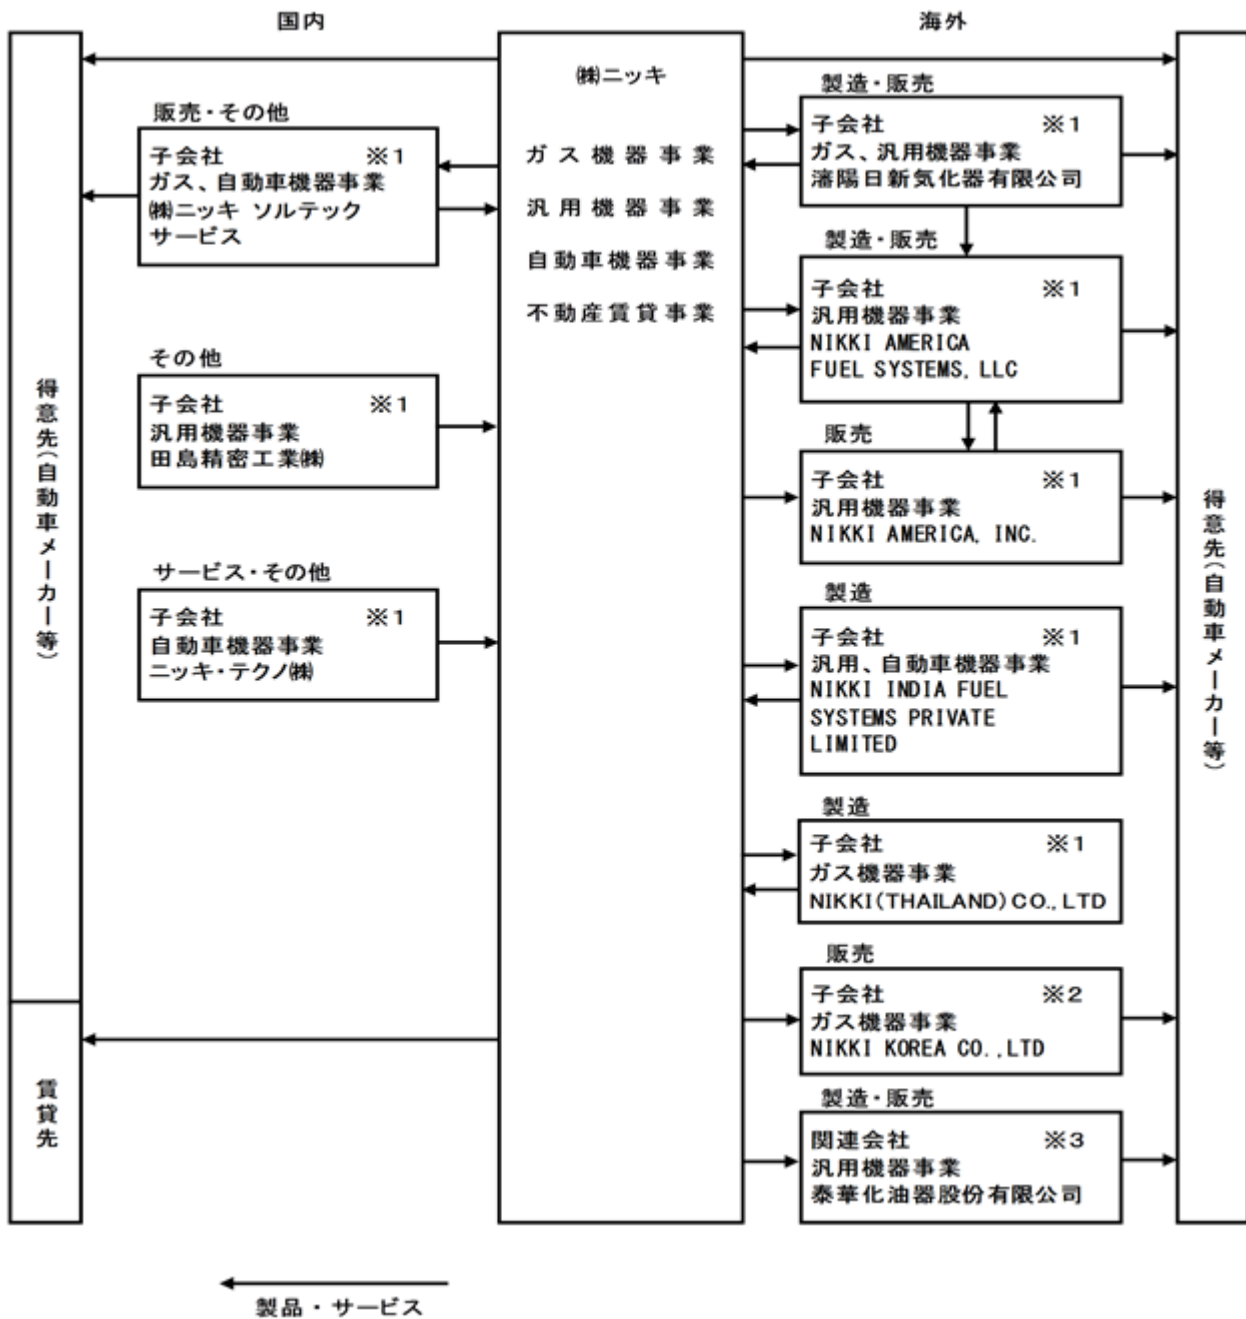 国内
海外
得意先(自動車メーカー等)
賃貸先
販売・その他
子会社 ※1
ガス、自動車機器事業
㈱ニッキ ソルテック
サービス
その他
子会社 ※1
汎用機器事業
田島精密工業㈱
サービス・その他
子会社 ※1
自動車機器事業
ニッキ・テクノ㈱
㈱ニッキ
ガス機器事業
汎用機器事業
自動車機器事業
不動産賃貸事業
製造・販売
子会社 ※1
ガス、汎用機器事業
瀋陽日新気化器有限公司
製造・販売
子会社 ※1
汎用機器事業
NIKKI AMERICA
FUEL SYSTEMS, LLC
販売
子会社 ※1
汎用機器事業
NIKKI AMERICA, INC.
製造
子会社 ※1
汎用、自動車機器事業
NIKKI INDIA FUEL
SYSTEMS PRIVATE
LIMITED
製造
子会社 ※1
ガス機器事業
NIKKI(THAILAND)CO.,LTD
販売
子会社 ※2
ガス機器事業
NIKKI KOREA CO.,LTD
製造・販売
関連会社 ※3
汎用機器事業
泰華化油器股份有限公司
得意先(自動車メーカー等)
製品・サービス